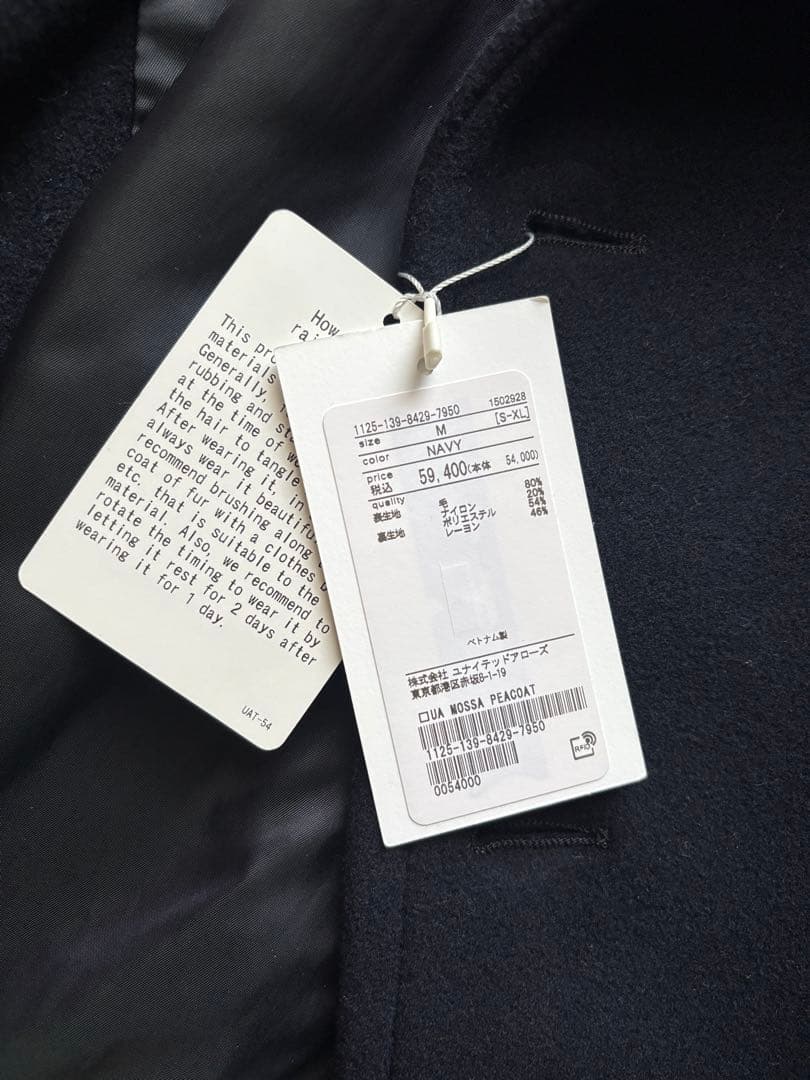 How
ra
This pro
materials
Generally,
rubbing and sta
at the time of w
the hair to tangle
After wearing it, in
always wear it beautiful
recommend brushing along
coat of fur with a clothes b
etc. that is suitable to the
material. Also, we recommend to
rotate the timing to wear it by
letting it rest for 2 days after
wearing it for 1 day.
UAT-54
1125-139-8429-7950 1502928
size M [S-XL]
color NAVY
price 税込 59,400(本体 54,000)
quality
表生地 毛 80%
ナイロン 20%
裏生地 ポリエステル 54%
レーヨン 46%
ベトナム製
株式会社 ユナイテッドアローズ
東京都港区赤坂8-1-19
□UA MOSSA PEACOAT
1125-139-8429-7950
0054000
RFID